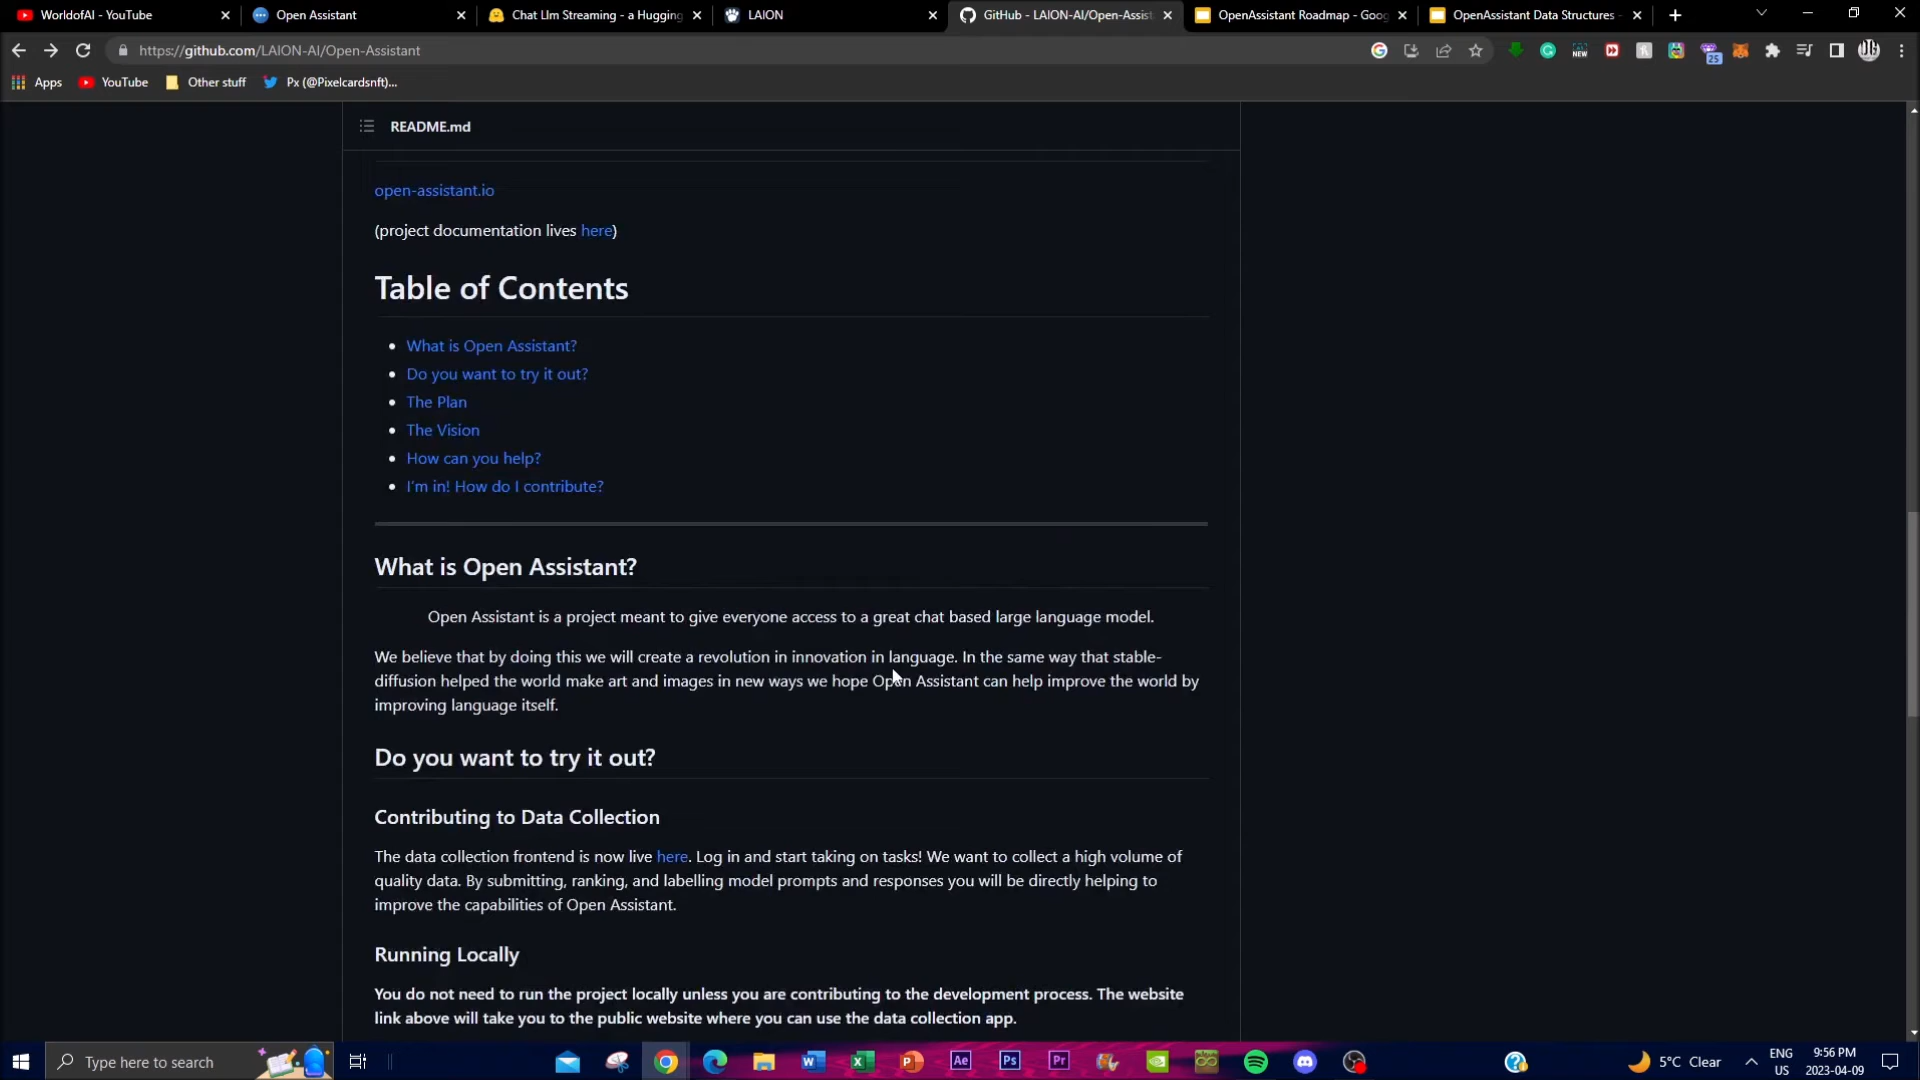 WorldofAI - YouTube
Open Assistant
Chat Llm Streaming - a Hugging
LAION
GitHub - LAION-AI/Open-Assist
OpenAssistant Roadmap - Goog
OpenAssistant Data Structures -
https://github.com/LAION-AI/Open-Assistant
NEW
25
Apps
YouTube
Other stuff
Px (@Pixelcardsnft)...
README.md
open-assistant.io
(project documentation lives here)
Table of Contents
What is Open Assistant?
Do you want to try it out?
The Plan
The Vision
How can you help?
I'm in! How do I contribute?
What is Open Assistant?
Open Assistant is a project meant to give everyone access to a great chat based large language model.
We believe that by doing this we will create a revolution in innovation in language. In the same way that stable-
diffusion helped the world make art and images in new ways we hope Open Assistant can help improve the world by
improving language itself.
Do you want to try it out?
Contributing to Data Collection
The data collection frontend is now live here. Log in and start taking on tasks! We want to collect a high volume of
quality data. By submitting, ranking, and labelling model prompts and responses you will be directly helping to
improve the capabilities of Open Assistant.
Running Locally
You do not need to run the project locally unless you are contributing to the development process. The website
link above will take you to the public website where you can use the data collection app.
Type here to search
Ae
Ps
Pr
5°C Clear
ENG
US
9:56 PM
2023-04-09